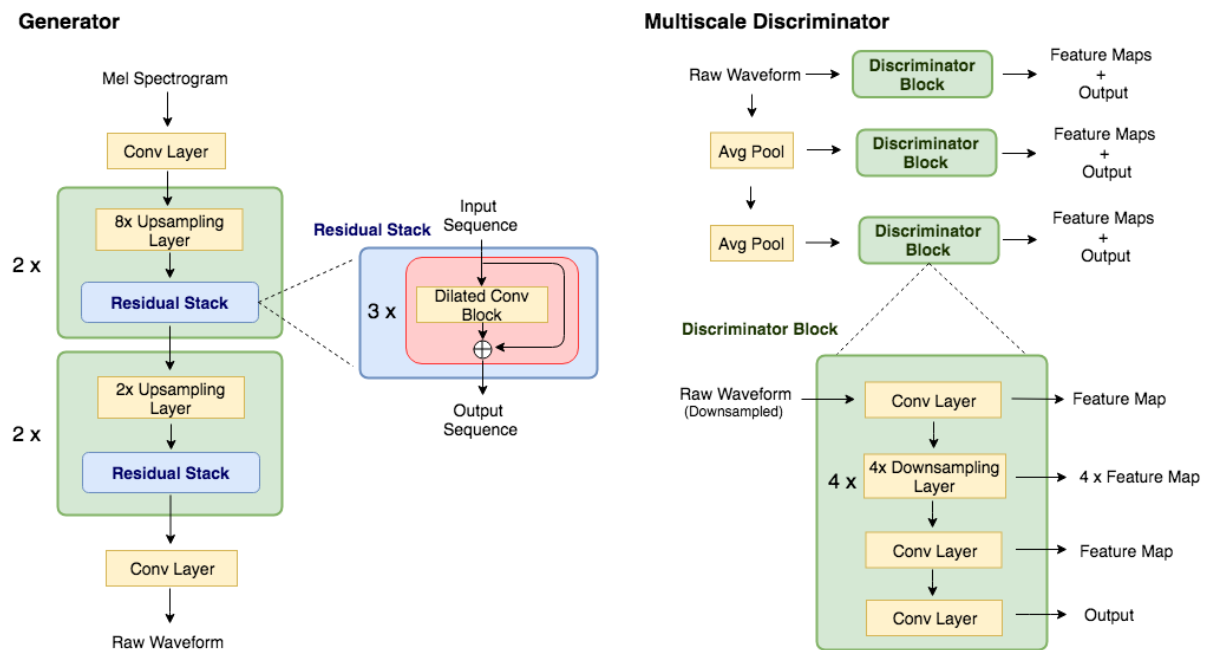 Generator
Mel Spectrogram
Conv Layer
2 x
8x Upsampling
Layer
Residual Stack
2 x
2x Upsampling
Layer
Residual Stack
Conv Layer
Raw Waveform
Residual Stack
Input
Sequence
3 x
Dilated Conv
Block
Output
Sequence
Multiscale Discriminator
Raw Waveform
Discriminator
Block
Feature Maps
+
Output
Avg Pool
Discriminator
Block
Feature Maps
+
Output
Avg Pool
Discriminator
Block
Feature Maps
+
Output
Discriminator Block
Raw Waveform
(Downsampled)
Conv Layer
Feature Map
4 x
4x Downsampling
Layer
4 x Feature Map
Conv Layer
Feature Map
Conv Layer
Output